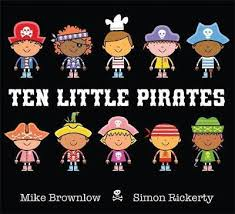 TEN LITTLE PIRATES
Mike Brownlow
Simon Rickerty